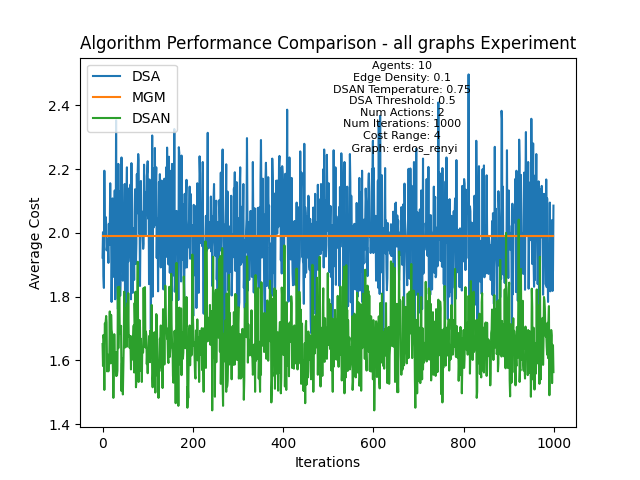 Algorithm Performance Comparison - all graphs Experiment
DSA
MGM
DSAN
Agents: 10
Edge Density: 0.1
DSAN Temperature: 0.75
DSA Threshold: 0.5
Num Actions: 2
Num Iterations: 1000
Cost Range: 4
Graph: erdos_renyi
Average Cost
2.4
2.2
2.0
1.8
1.6
1.4
0 200 400 600 800 1000
Iterations